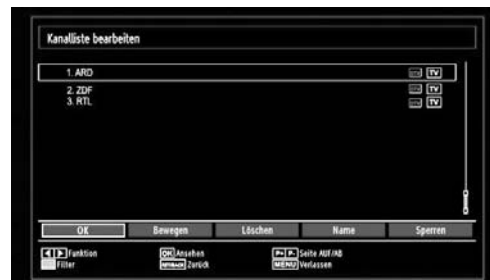 Kanalliste bearbeiten
1. ARD TV
2. ZDF TV
3. RTL TV
OK Bewegen Löschen Name Sperren
Funktion OK Ansehen P+ P- Seite AUF/AB
Filter Zurück MENU Verlassen